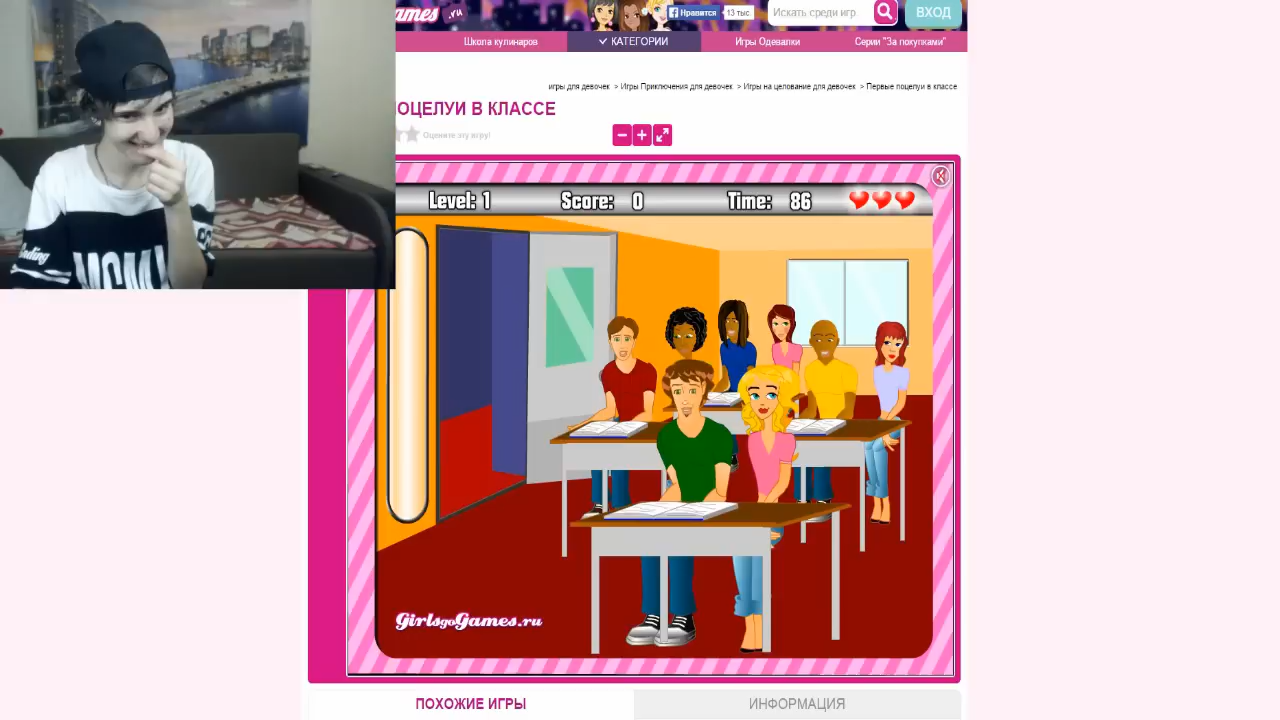 ames .ru
Нравится 13 тыс.
Искать среди игр.
ВХОД
Школа кулинаров
КАТЕГОРИИ
Игры Одевалки
Серии "За покупками"
игры для девочек > Игры Приключения для девочек > Игры на целование для девочек > Первые поцелуи в классе
ОЦЕЛУИ В КЛАССЕ
Оцените эту игру!
Level: 1 Score: 0 Time: 86
GirlsgoGames.ru
ПОХОЖИЕ ИГРЫ
ИНФОРМАЦИЯ